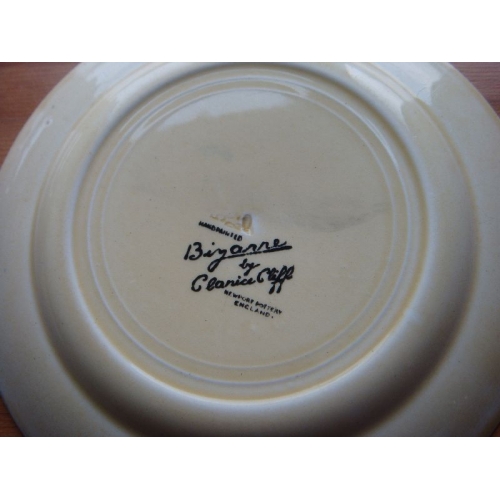 HANDPAINTED
Bizarre
by
Clarice Cliff
NEWPORT POTTERY
ENGLAND.